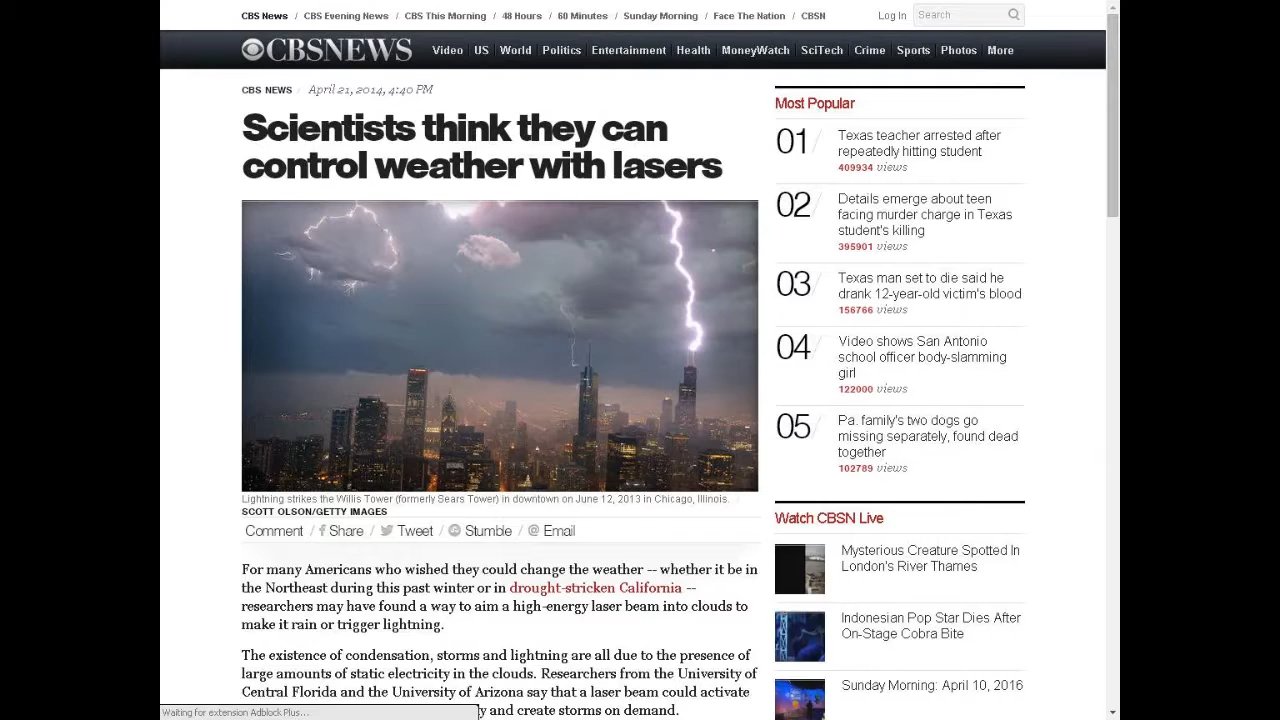 CBS News / CBS Evening News / CBS This Morning / 48 Hours / 60 Minutes / Sunday Morning / Face The Nation / CBSN
Log In
Search
CBSNEWS
Video US World Politics Entertainment Health MoneyWatch SciTech Crime Sports Photos More
CBS NEWS / April 21, 2014, 4:40 PM
Scientists think they can
control weather with lasers
Lightning strikes the Willis Tower (formerly Sears Tower) in downtown on June 12, 2013 in Chicago, Illinois. /
SCOTT OLSON/GETTY IMAGES
Comment / f Share / Tweet / Stumble / @ Email
For many Americans who wished they could change the weather -- whether it be in
the Northeast during this past winter or in drought-stricken California --
researchers may have found a way to aim a high-energy laser beam into clouds to
make it rain or trigger lightning.
The existence of condensation, storms and lightning are all due to the presence of
large amounts of static electricity in the clouds. Researchers from the University of
Central Florida and the University of Arizona say that a laser beam could activate
y and create storms on demand.
Waiting for extension Adblock Plus...
Most Popular
01/
Texas teacher arrested after
repeatedly hitting student
409934 views
02/
Details emerge about teen
facing murder charge in Texas
student's killing
395901 views
03/
Texas man set to die said he
drank 12-year-old victim's blood
156766 views
04/
Video shows San Antonio
school officer body-slamming
girl
122000 views
05/
Pa. family's two dogs go
missing separately, found dead
together
102789 views
Watch CBSN Live
Mysterious Creature Spotted In
London's River Thames
Indonesian Pop Star Dies After
On-Stage Cobra Bite
Sunday Morning: April 10, 2016